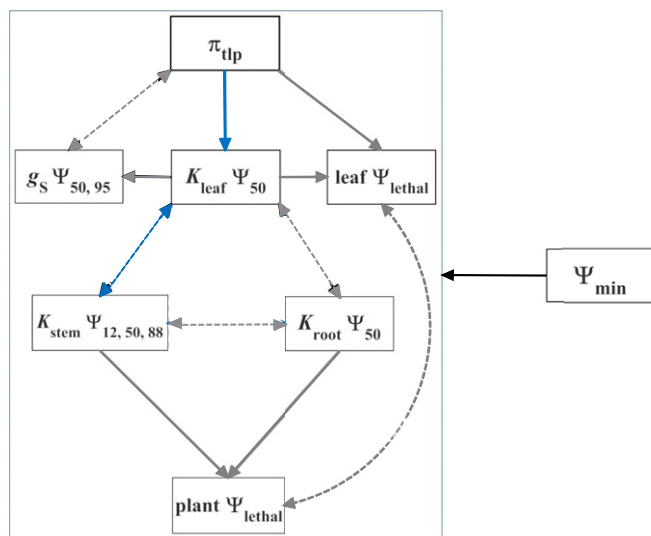 π_tlp
g_S Ψ_50, 95
K_leaf Ψ_50
leaf Ψ_lethal
Ψ_min
K_stem Ψ_12, 50, 88
K_root Ψ_50
plant Ψ_lethal